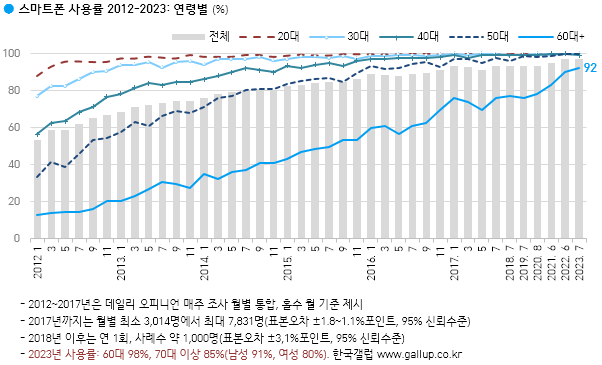 ● 스마트폰 사용률 2012-2023: 연령별 (%)
전체 20대 30대 40대 50대 60대+
100
80
60
40
20
0
92
2012.1 3 5 7 9 11 2013.1 3 5 7 9 11 2014.1 3 5 7 9 11 2015.1 3 5 7 9 11 2016.1 3 5 7 9 11 2017.1 3 5 7 2018.7 2019.7 2020.8 2021.6 2022.6 2023.7
- 2012~2017년은 데일리 오피니언 매주 조사 월별 통합, 홀수 월 기준 제시
- 2017년까지는 월별 최소 3,014명에서 최대 7,831명(표본오차 ±1.8~1.1%포인트, 95% 신뢰수준)
- 2018년 이후는 연 1회, 사례수 약 1,000명(표본오차 ±3,1%포인트, 95% 신뢰수준)
- 2023년 사용률: 60대 98%, 70대 이상 85%(남성 91%, 여성 80%). 한국갤럽 www.gallup.co.kr